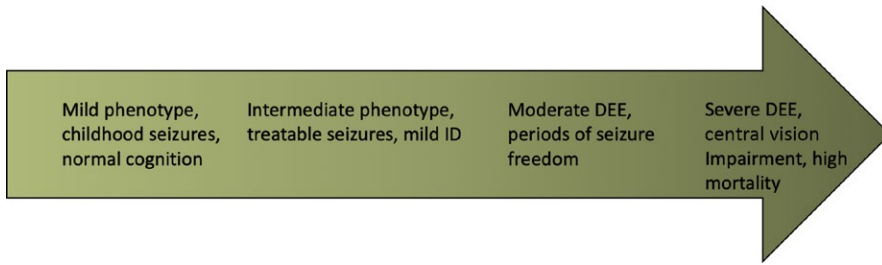 Mild phenotype,
childhood seizures,
normal cognition
Intermediate phenotype,
treatable seizures, mild ID
Moderate DEE,
periods of seizure
freedom
Severe DEE,
central vision
Impairment, high
mortality